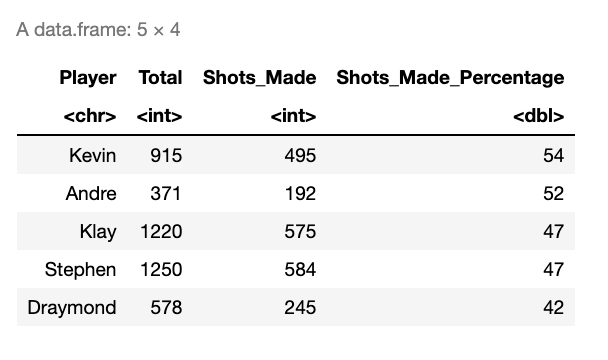 A data.frame: 5 × 4
Player Total Shots_Made Shots_Made_Percentage
<chr> <int> <int> <dbl>
Kevin 915 495 54
Andre 371 192 52
Klay 1220 575 47
Stephen 1250 584 47
Draymond 578 245 42